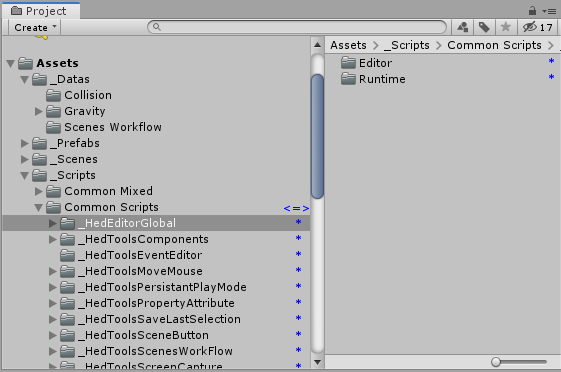 Project
Create
17
Assets
_Datas
Collision
Gravity
Scenes Workflow
_Prefabs
_Scenes
_Scripts
Common Mixed
Common Scripts <=>
_HedEditorGlobal *
_HedToolsComponents *
_HedToolsEventEditor *
_HedToolsMoveMouse *
_HedToolsPersistantPlayMode *
_HedToolsPropertyAttribute *
_HedToolsSaveLastSelection *
_HedToolsSceneButton *
_HedToolsScenesWorkFlow *
_HedToolsScreenCapture *
Assets > _Scripts > Common Scripts >
Editor *
Runtime *